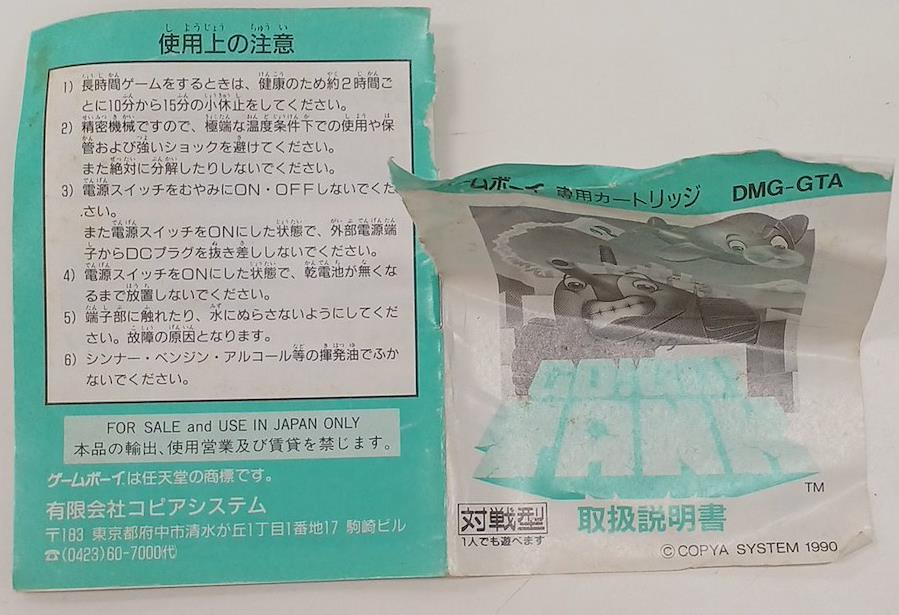 使用上の注意
1) 長時間ゲームをするときは、健康のため約2時間ご
とに10分から15分の小休止をしてください。
2) 精密機械ですので、極端な温度条件下での使用や保
管および強いショックを避けてください。
また絶対に分解したりしないでください。
3) 電源スイッチをむやみにON・OFFしないでくだ
さい。
また電源スイッチをONにした状態で、外部電源端
子からDCプラグを抜き差ししないでください。
4) 電源スイッチをONにした状態で、乾電池が無くな
るまで放置しないでください。
5) 端子部に触れたり、水にぬらさないようにしてくだ
さい。故障の原因となります。
6) シンナー・ベンジン・アルコール等の揮発油でふか
ないでください。
FOR SALE and USE IN JAPAN ONLY
本品の輸出、使用営業及び賃貸を禁じます。
ゲームボーイは任天堂の商標です。
有限会社コピアシステム
〒183 東京都府中市清水が丘1丁目1番地17 駒崎ビル
☎(0423)60-7000代
ームボーイ 専用カートリッジ DMG-GTA
TANK
TM
対戦型
1人でも遊べます
取扱説明書
©COPYA SYSTEM 1990